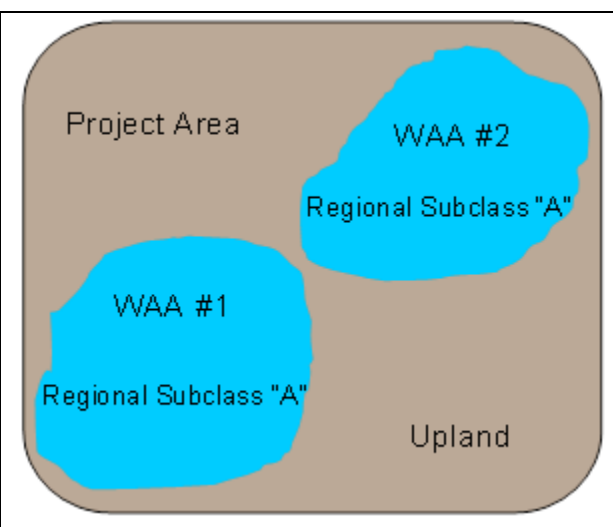 Project Area
WAA #2
Regional Subclass "A"
WAA #1
Regional Subclass "A"
Upland